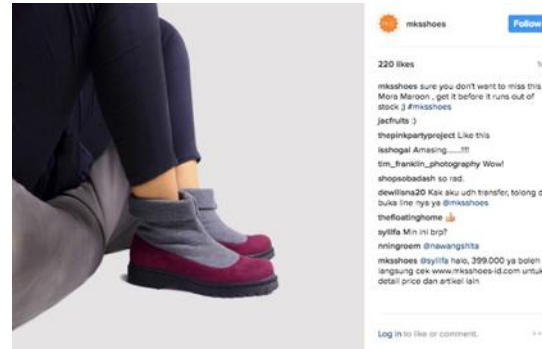 mksshoes
Follow
220 likes
mksshoes sure you don't want to miss this
Mora Maroon , get it before it runs out of
stock ;) #mksshoes
jacfruits :)
thepinkpartyproject Like this
isshogai Amasing......!!!!
tim_franklin_photography Wow!
shopsobadash so rad.
dewilisna20 Kak aku udh transfer, tolong d
buka line nya ya @mksshoes
thefloatinghome 👍
syllfa Min ini brp?
nningroem @nawangshita
mksshoes @syllfa halo, 399.000 ya boleh
langsung cek www.mksshoes-id.com untuk
detail price dan artikel lain
Log in to like or comment.